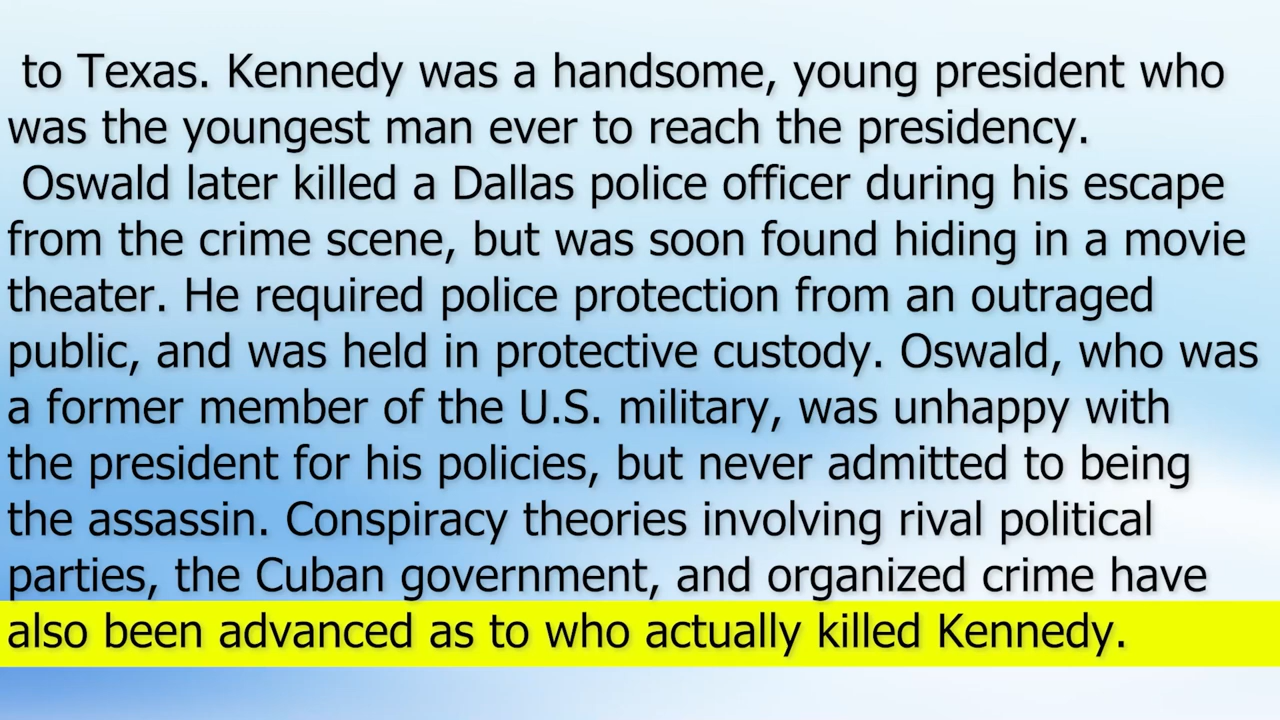 to Texas. Kennedy was a handsome, young president who
was the youngest man ever to reach the presidency.
Oswald later killed a Dallas police officer during his escape
from the crime scene, but was soon found hiding in a movie
theater. He required police protection from an outraged
public, and was held in protective custody. Oswald, who was
a former member of the U.S. military, was unhappy with
the president for his policies, but never admitted to being
the assassin. Conspiracy theories involving rival political
parties, the Cuban government, and organized crime have
also been advanced as to who actually killed Kennedy.